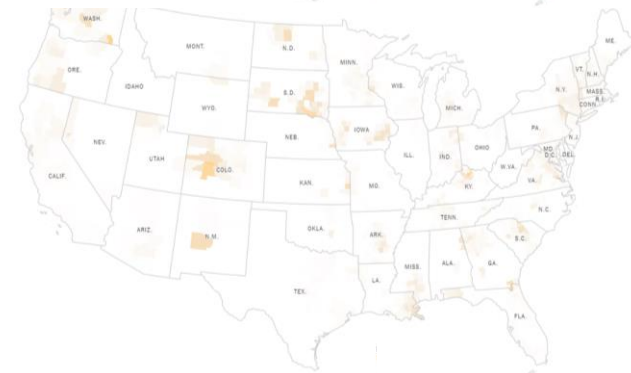 WASH.
ME.
MONT.
N.D.
MINN.
VT.
N.H.
ORE.
IDAHO
S.D.
WIS.
N.Y.
MASS.
R.I.
CONN.
MICH.
WYO.
IOWA
PA.
N.J.
NEB.
OHIO
MD.
DEL.
D.C.
NEV.
UTAH
COLO.
ILL.
IND.
W.VA.
VA.
CALIF.
KAN.
MO.
KY.
N.C.
TENN.
ARIZ.
N.M.
OKLA.
ARK.
S.C.
MISS.
ALA.
GA.
TEX.
LA.
FLA.